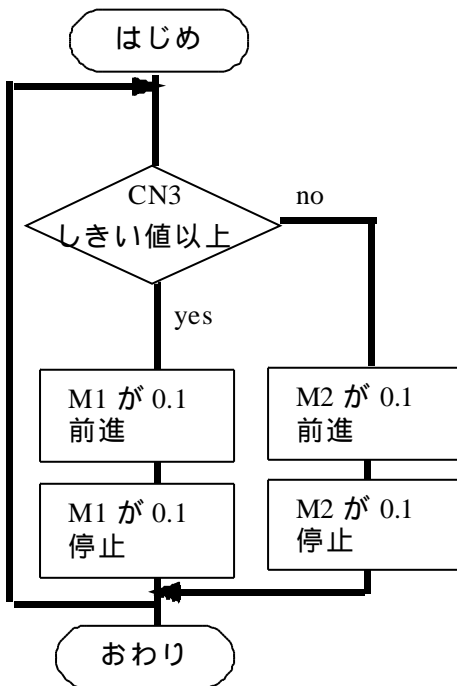 はじめ
CN3
しきい値以上
no
yes
M1 が 0.1
前進
M2 が 0.1
前進
M1 が 0.1
停止
M2 が 0.1
停止
おわり